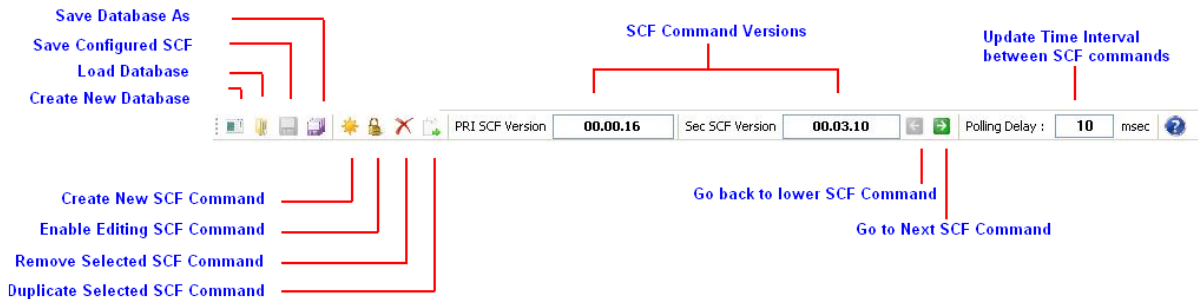 Save Database As
Save Configured SCF
Load Database
Create New Database
SCF Command Versions
Update Time Interval
between SCF commands
PRI SCF Version 00.00.16 Sec SCF Version 00.03.10 Polling Delay : 10 msec ?
Create New SCF Command
Enable Editing SCF Command
Remove Selected SCF Command
Duplicate Selected SCF Command
Go back to lower SCF Command
Go to Next SCF Command